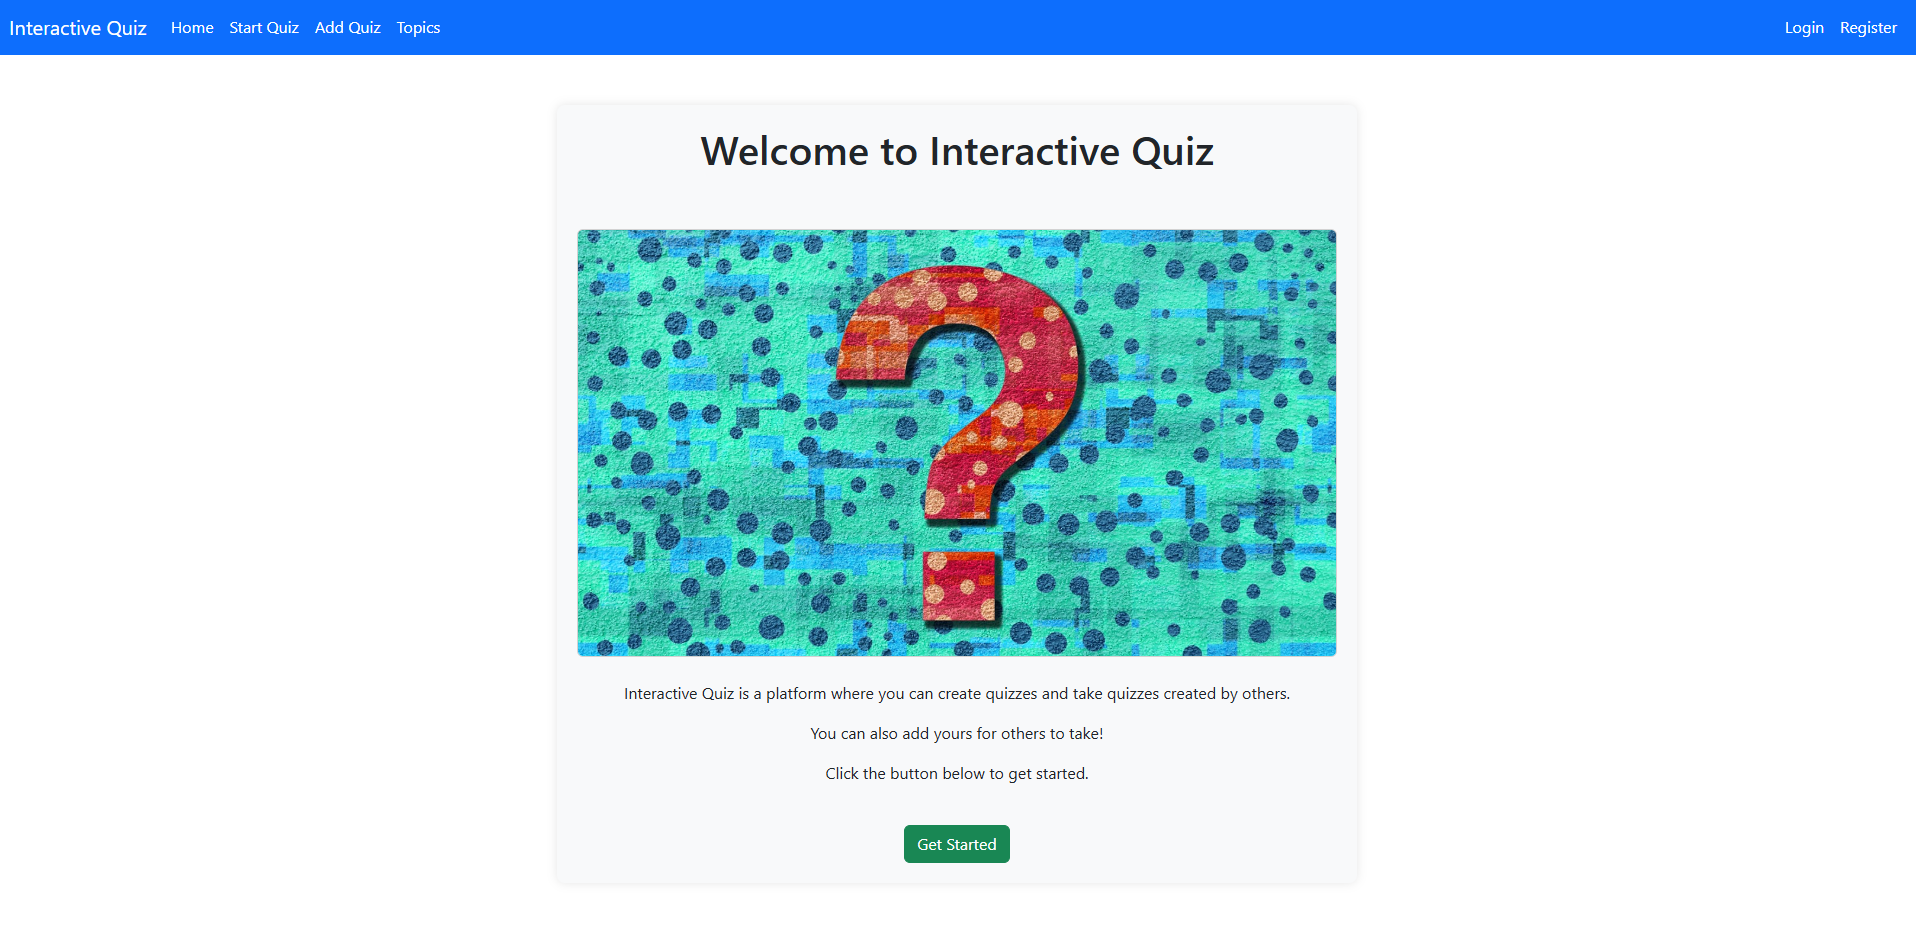 Interactive Quiz Home Start Quiz Add Quiz Topics Login Register
Welcome to Interactive Quiz
?
Interactive Quiz is a platform where you can create quizzes and take quizzes created by others.
You can also add yours for others to take!
Click the button below to get started.
Get Started